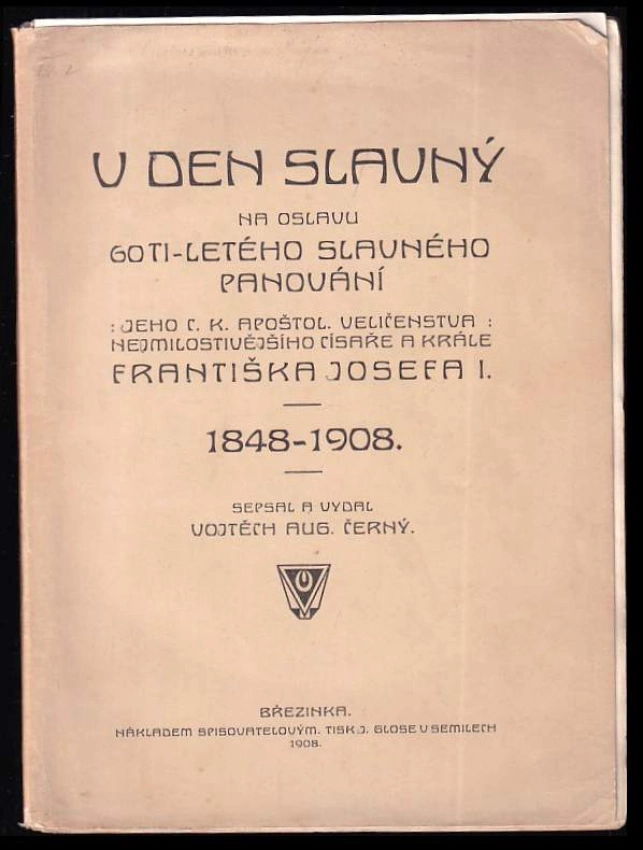 V DEN SLAVNÝ
NA OSLAVU
60TI-LETÉHO SLAVNÉHO
PANOVÁNÍ
: JEHO C. K. APOŠTOL. VELIČENSTVA :
NEJMILOSTIVĚJŠÍHO CÍSAŘE A KRÁLE
FRANTIŠKA JOSEFA I.
1848-1908.
SEPSAL A VYDAL
VOJTĚCH AUG. ČERNÝ.
BŘEZINKA.
NÁKLADEM SPISOVATELOVÝM. TISK. J. GLOSE V SEMILECH
1908.